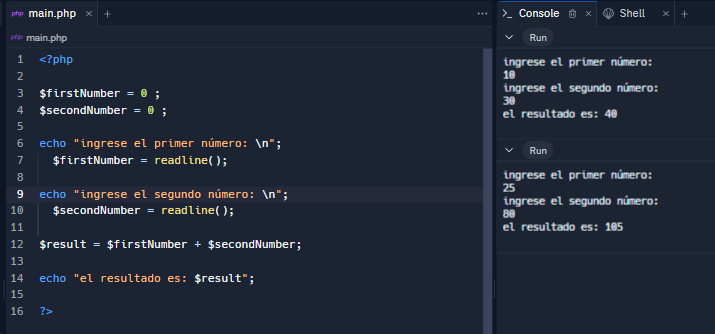 php main.php × +
php main.php
1 <?php
2
3 $firstNumber = 0 ;
4 $secondNumber = 0 ;
5
6 echo "ingrese el primer número: \n";
7 $firstNumber = readline();
8
9 echo "ingrese el segundo número: \n";
10 $secondNumber = readline();
11
12 $result = $firstNumber + $secondNumber;
13
14 echo "el resultado es: $result";
15
16 ?>
Console × Shell × +
Run
ingrese el primer número:
10
ingrese el segundo número:
30
el resultado es: 40
Run
ingrese el primer número:
25
ingrese el segundo número:
80
el resultado es: 105